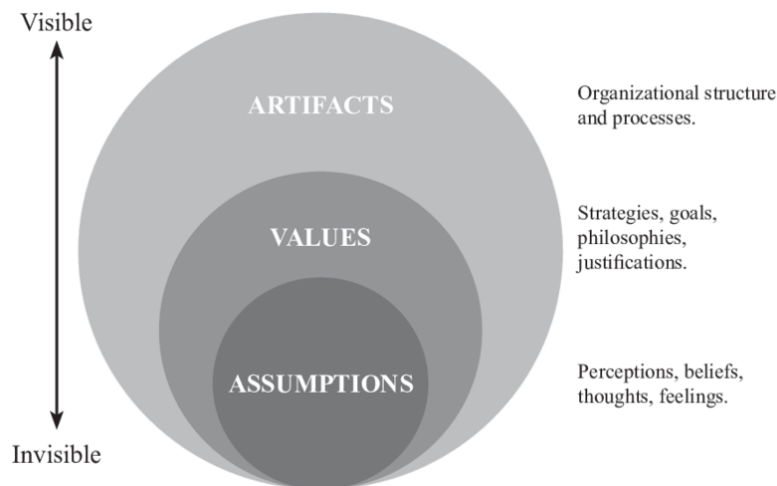 Visible
ARTIFACTS
Organizational structure
and processes.
VALUES
Strategies, goals,
philosophies,
justifications.
ASSUMPTIONS
Perceptions, beliefs,
thoughts, feelings.
Invisible